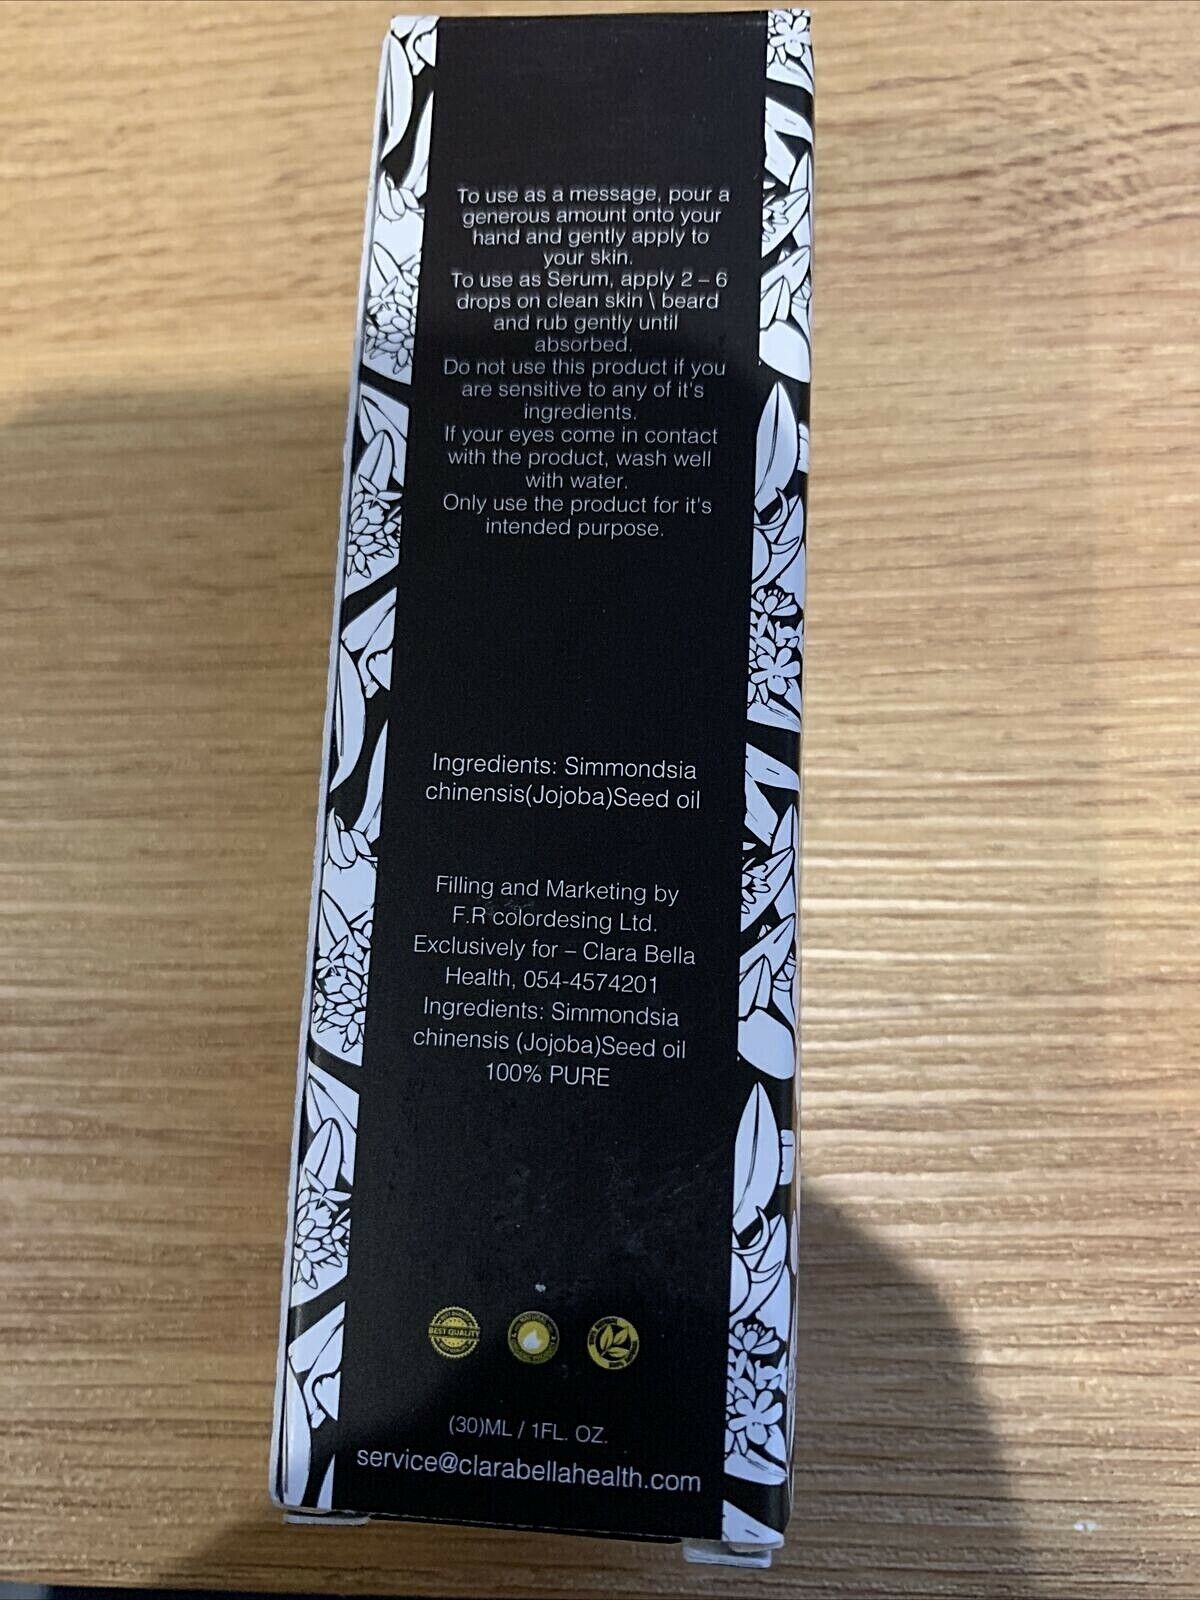 To use as a message, pour a
generous amount onto your
hand and gently apply to
your skin.
To use as Serum, apply 2 – 6
drops on clean skin \ beard
and rub gently until
absorbed.
Do not use this product if you
are sensitive to any of it's
ingredients.
If your eyes come in contact
with the product, wash well
with water.
Only use the product for it's
intended purpose.
Ingredients: Simmondsia
chinensis(Jojoba)Seed oil
Filling and Marketing by
F.R colordesing Ltd.
Exclusively for – Clara Bella
Health, 054-4574201
Ingredients: Simmondsia
chinensis (Jojoba)Seed oil
100% PURE
BEST QUALITY
NATURAL
(30)ML / 1FL. OZ.
service@clarabellahealth.com